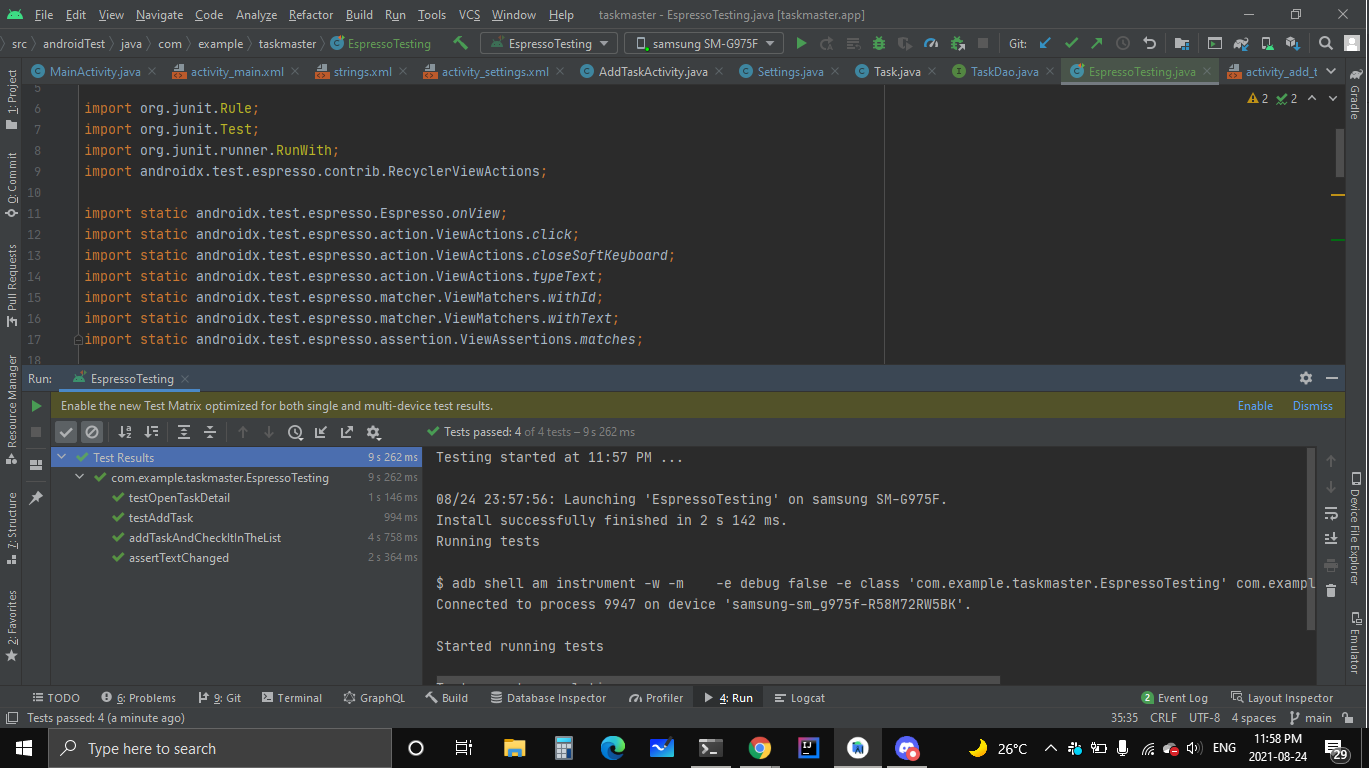 File Edit View Navigate Code Analyze Refactor Build Run Tools VCS Window Help taskmaster - EspressoTesting.java [taskmaster.app]
src androidTest java com example taskmaster EspressoTesting EspressoTesting samsung SM-G975F Git:
MainActivity.java activity_main.xml strings.xml activity_settings.xml AddTaskActivity.java Settings.java Task.java TaskDao.java EspressoTesting.java activity_add_t
1: Project
0: Commit
Pull Requests
Resource Manager
7: Structure
2: Favorites
Gradle
Device File Explorer
Emulator
2 2
5
6 import org.junit.Rule;
7 import org.junit.Test;
8 import org.junit.runner.RunWith;
9 import androidx.test.espresso.contrib.RecyclerViewActions;
10
11 import static androidx.test.espresso.Espresso.onView;
12 import static androidx.test.espresso.action.ViewActions.click;
13 import static androidx.test.espresso.action.ViewActions.closeSoftKeyboard;
14 import static androidx.test.espresso.action.ViewActions.typeText;
15 import static androidx.test.espresso.matcher.ViewMatchers.withId;
16 import static androidx.test.espresso.matcher.ViewMatchers.withText;
17 import static androidx.test.espresso.assertion.ViewAssertions.matches;
18
Run: EspressoTesting
Enable the new Test Matrix optimized for both single and multi-device test results. Enable Dismiss
Tests passed: 4 of 4 tests – 9 s 262 ms
Test Results 9 s 262 ms
com.example.taskmaster.EspressoTesting 9 s 262 ms
testOpenTaskDetail 1 s 146 ms
testAddTask 994 ms
addTaskAndCheckItInTheList 4 s 758 ms
assertTextChanged 2 s 364 ms
Testing started at 11:57 PM ...
08/24 23:57:56: Launching 'EspressoTesting' on samsung SM-G975F.
Install successfully finished in 2 s 142 ms.
Running tests
$ adb shell am instrument -w -m    -e debug false -e class 'com.example.taskmaster.EspressoTesting' com.exampl
Connected to process 9947 on device 'samsung-sm_g975f-R58M72RW5BK'.
Started running tests
TODO 6: Problems 9: Git Terminal GraphQL Build Database Inspector Profiler 4: Run Logcat 2 Event Log Layout Inspector
Tests passed: 4 (a minute ago) 35:35 CRLF UTF-8 4 spaces main
Type here to search 26°C ENG 11:58 PM
2021-08-24 29